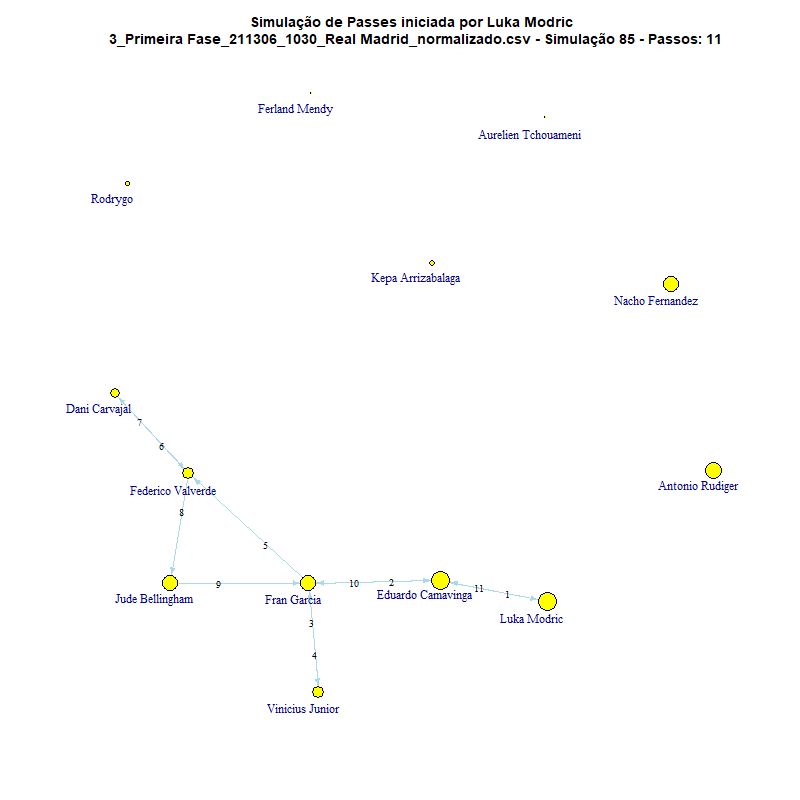 Simulação de Passes iniciada por Luka Modric
3_Primeira Fase_211306_1030_Real Madrid_normalizado.csv - Simulação 85 - Passos: 11
Ferland Mendy
Aurelien Tchouameni
Rodrygo
Kepa Arrizabalaga
Nacho Fernandez
Dani Carvajal
7
6
Antonio Rudiger
Federico Valverde
8
5
9
10
2
11
1
Jude Bellingham
Fran Garcia
Eduardo Camavinga
Luka Modric
3
4
Vinicius Junior